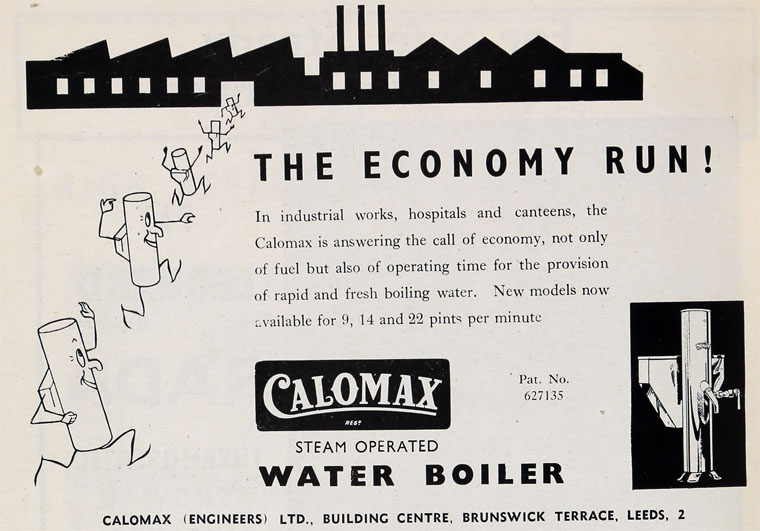 THE ECONOMY RUN!
In industrial works, hospitals and canteens, the
Calomax is answering the call of economy, not only
of fuel but also of operating time for the provision
of rapid and fresh boiling water. New models now
available for 9, 14 and 22 pints per minute
CALOMAX
REGD
Pat. No.
627135
STEAM OPERATED
WATER BOILER
CALOMAX (ENGINEERS) LTD., BUILDING CENTRE, BRUNSWICK TERRACE, LEEDS, 2